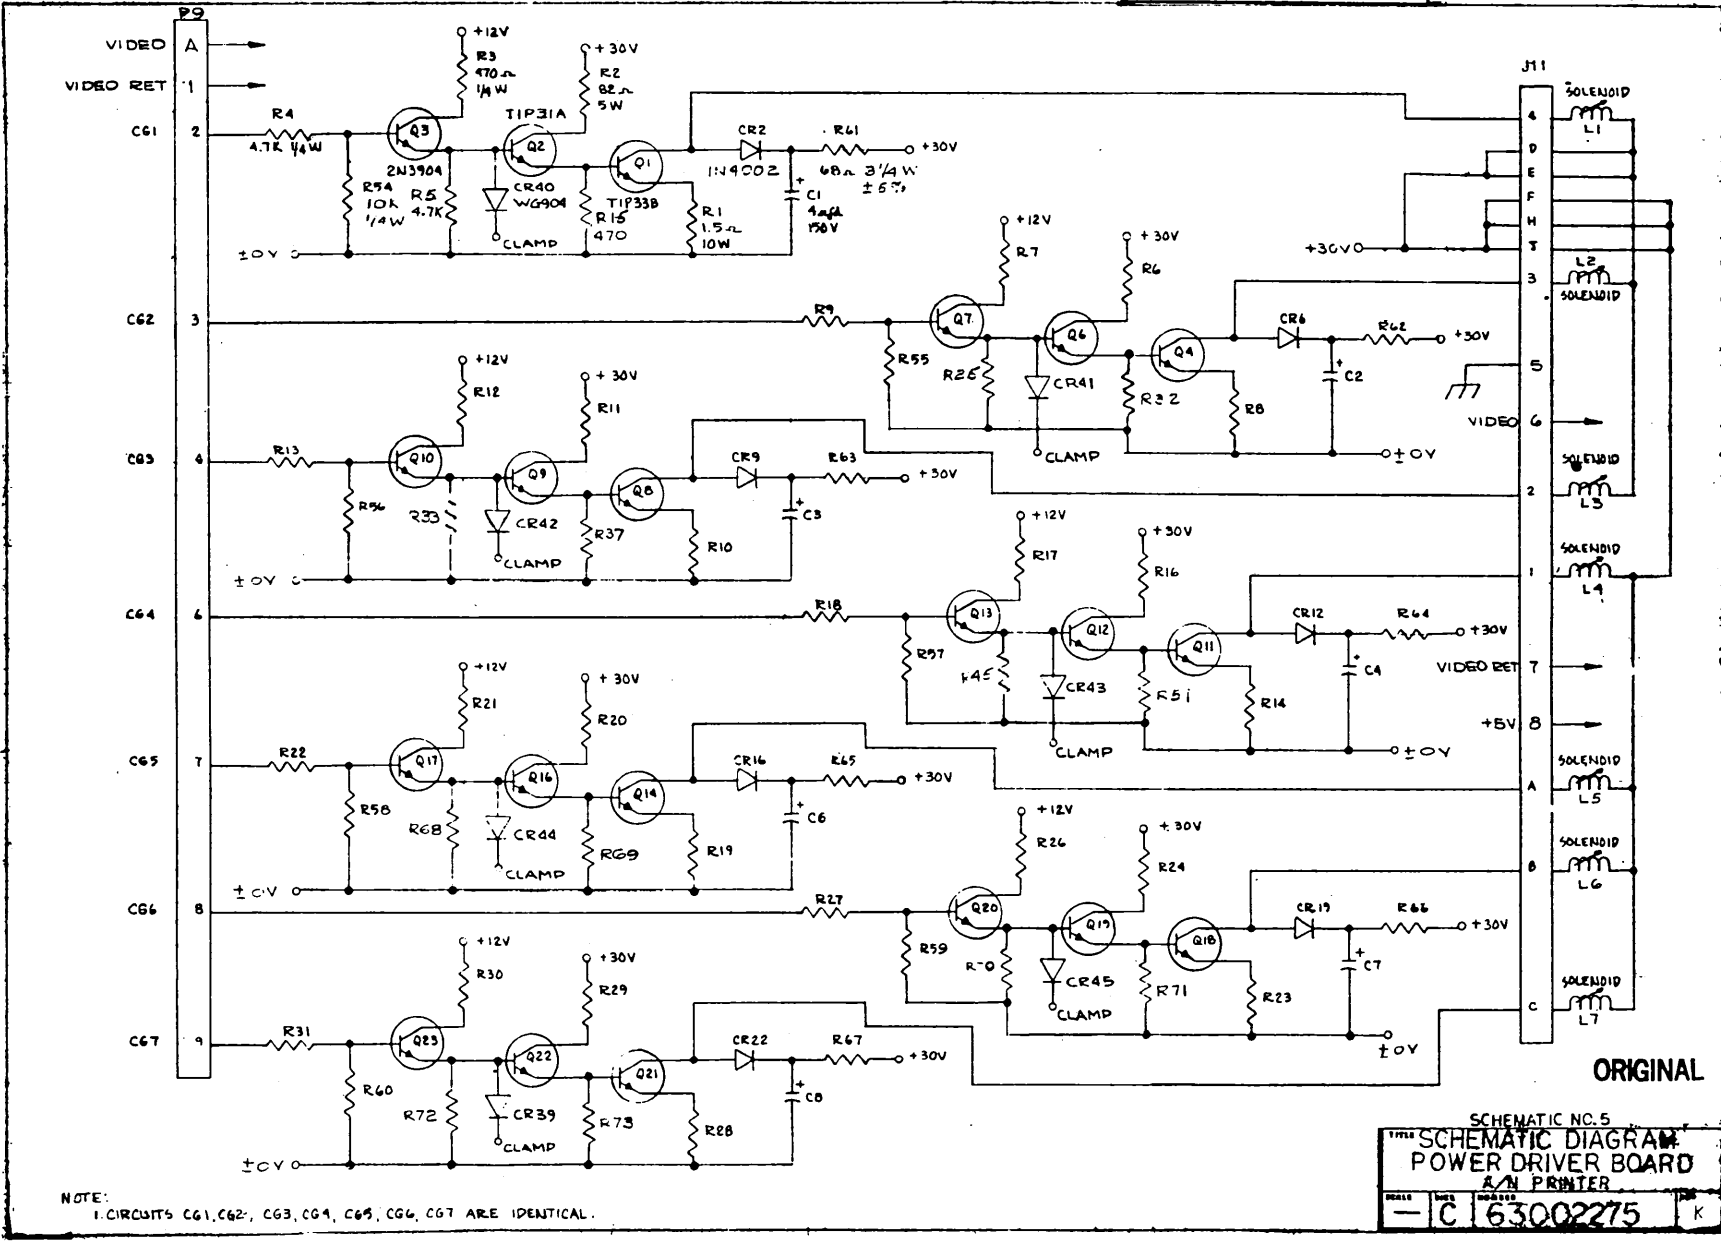 P9
VIDEO A
VIDEO RET 1
CG1 2
CG2 3
CG3 4
CG4 6
CG5 7
CG6 8
CG7 9
R4
4.7K 1/4W
R54
10K
1/4W
+12V
R3
470Ω
1/4W
Q3
2N3904
R5
4.7K
TIP31A
Q2
+30V
R2
82Ω
5W
CR40
WG904
CLAMP
R15
470
Q1
TIP33B
R1
1.5Ω
10W
CR2
1N4002
C1
4µfd
150V
R61
68Ω 3 1/4 W
±5%
+30V
±0V
R9
R55
+12V
R7
Q7
R25
+30V
R6
Q6
CR41
CLAMP
R32
Q4
R8
CR6
C2
R62
+30V
±0V
R13
R56
+12V
R12
Q10
R33
+30V
R11
Q9
CR42
CLAMP
R37
Q8
R10
CR9
C3
R63
+30V
±0V
R18
R57
+12V
R17
Q13
R45
+30V
R16
Q12
CR43
CLAMP
R51
Q11
R14
CR12
C4
R64
+30V
±0V
R22
R58
+12V
R21
Q17
R68
+30V
R20
Q16
CR44
CLAMP
R69
Q14
R19
CR16
C6
R65
+30V
±0V
R27
R59
+12V
R26
Q20
+30V
R24
Q19
CR45
CLAMP
R71
Q18
R23
CR19
C7
R66
+30V
±0V
R31
R60
+12V
R30
Q23
R72
+30V
R29
Q22
CR39
CLAMP
R73
Q21
R28
CR22
C8
R67
+30V
±0V
J11
4 SOLENOID L1
D
E
F
H
J
+30V
3 L2 SOLENOID
5
VIDEO 6
2 SOLENOID L3
1 SOLENOID L4
VIDEO RET 7
+5V 8
A SOLENOID L5
B SOLENOID L6
C SOLENOID L7
ORIGINAL
NOTE:
1. CIRCUITS CG1, CG2, CG3, CG4, CG5, CG6, CG7 ARE IDENTICAL.
SCHEMATIC NO. 5
TITLE SCHEMATIC DIAGRAM
POWER DRIVER BOARD
A/N PRINTER
SCALE — SIZE C NUMBER 63002275 K